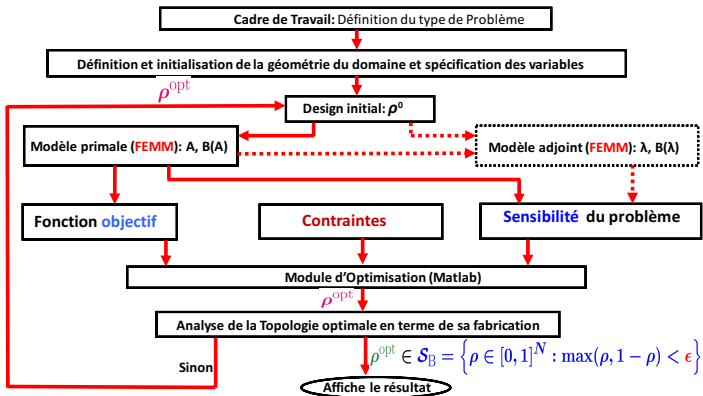 Cadre de Travail: Définition du type de Problème
Définition et initialisation de la géométrie du domaine et spécification des variables
ρ^opt
Design initial: ρ⁰
Modèle primale (FEMM): A, B(A)
Modèle adjoint (FEMM): λ, B(λ)
Fonction objectif
Contraintes
Sensibilité du problème
Module d'Optimisation (Matlab)
ρ^opt
Analyse de la Topologie optimale en terme de sa fabrication
Sinon
ρ^opt ∈ 𝓢_B = {ρ ∈ [0, 1]^N : max(ρ, 1 − ρ) < ϵ}
Affiche le résultat